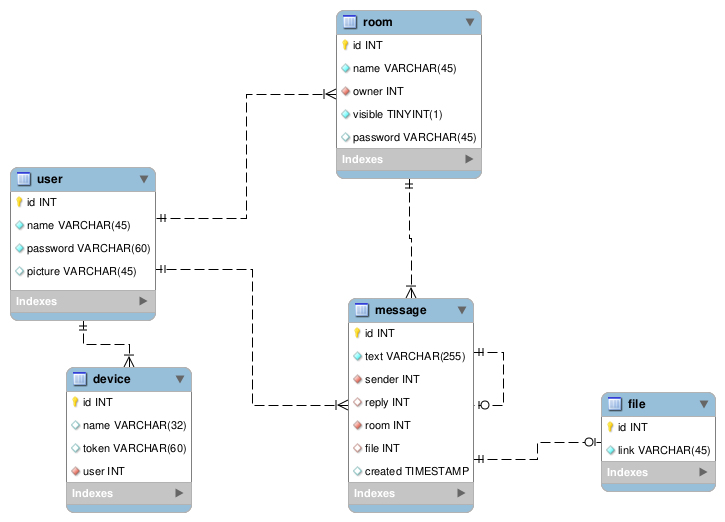 room
id INT
name VARCHAR(45)
owner INT
visible TINYINT(1)
password VARCHAR(45)
Indexes
user
id INT
name VARCHAR(45)
password VARCHAR(60)
picture VARCHAR(45)
Indexes
message
id INT
text VARCHAR(255)
sender INT
reply INT
room INT
file INT
created TIMESTAMP
Indexes
device
id INT
name VARCHAR(32)
token VARCHAR(60)
user INT
Indexes
file
id INT
link VARCHAR(45)
Indexes